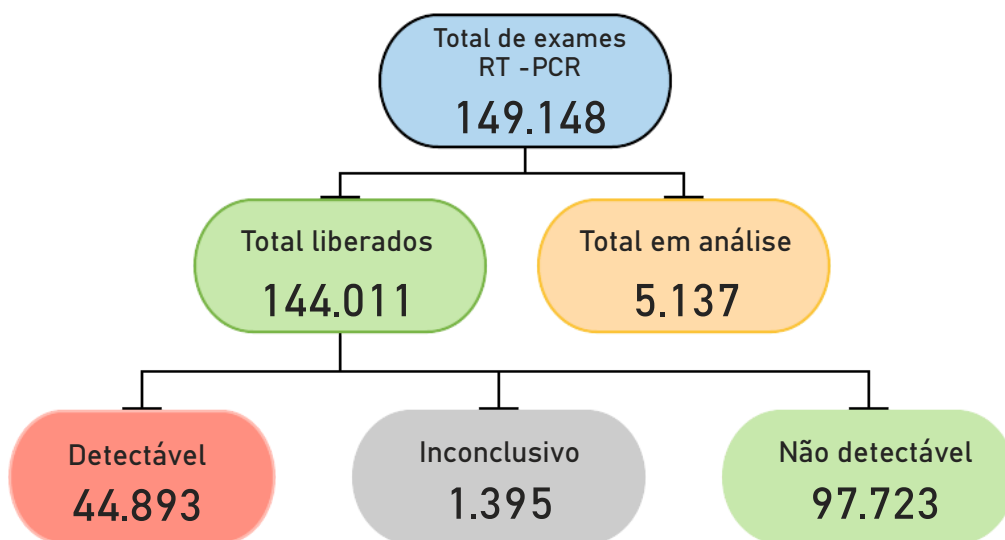 Total de exames
RT -PCR
149.148
Total liberados
144.011
Total em análise
5.137
Detectável
44.893
Inconclusivo
1.395
Não detectável
97.723